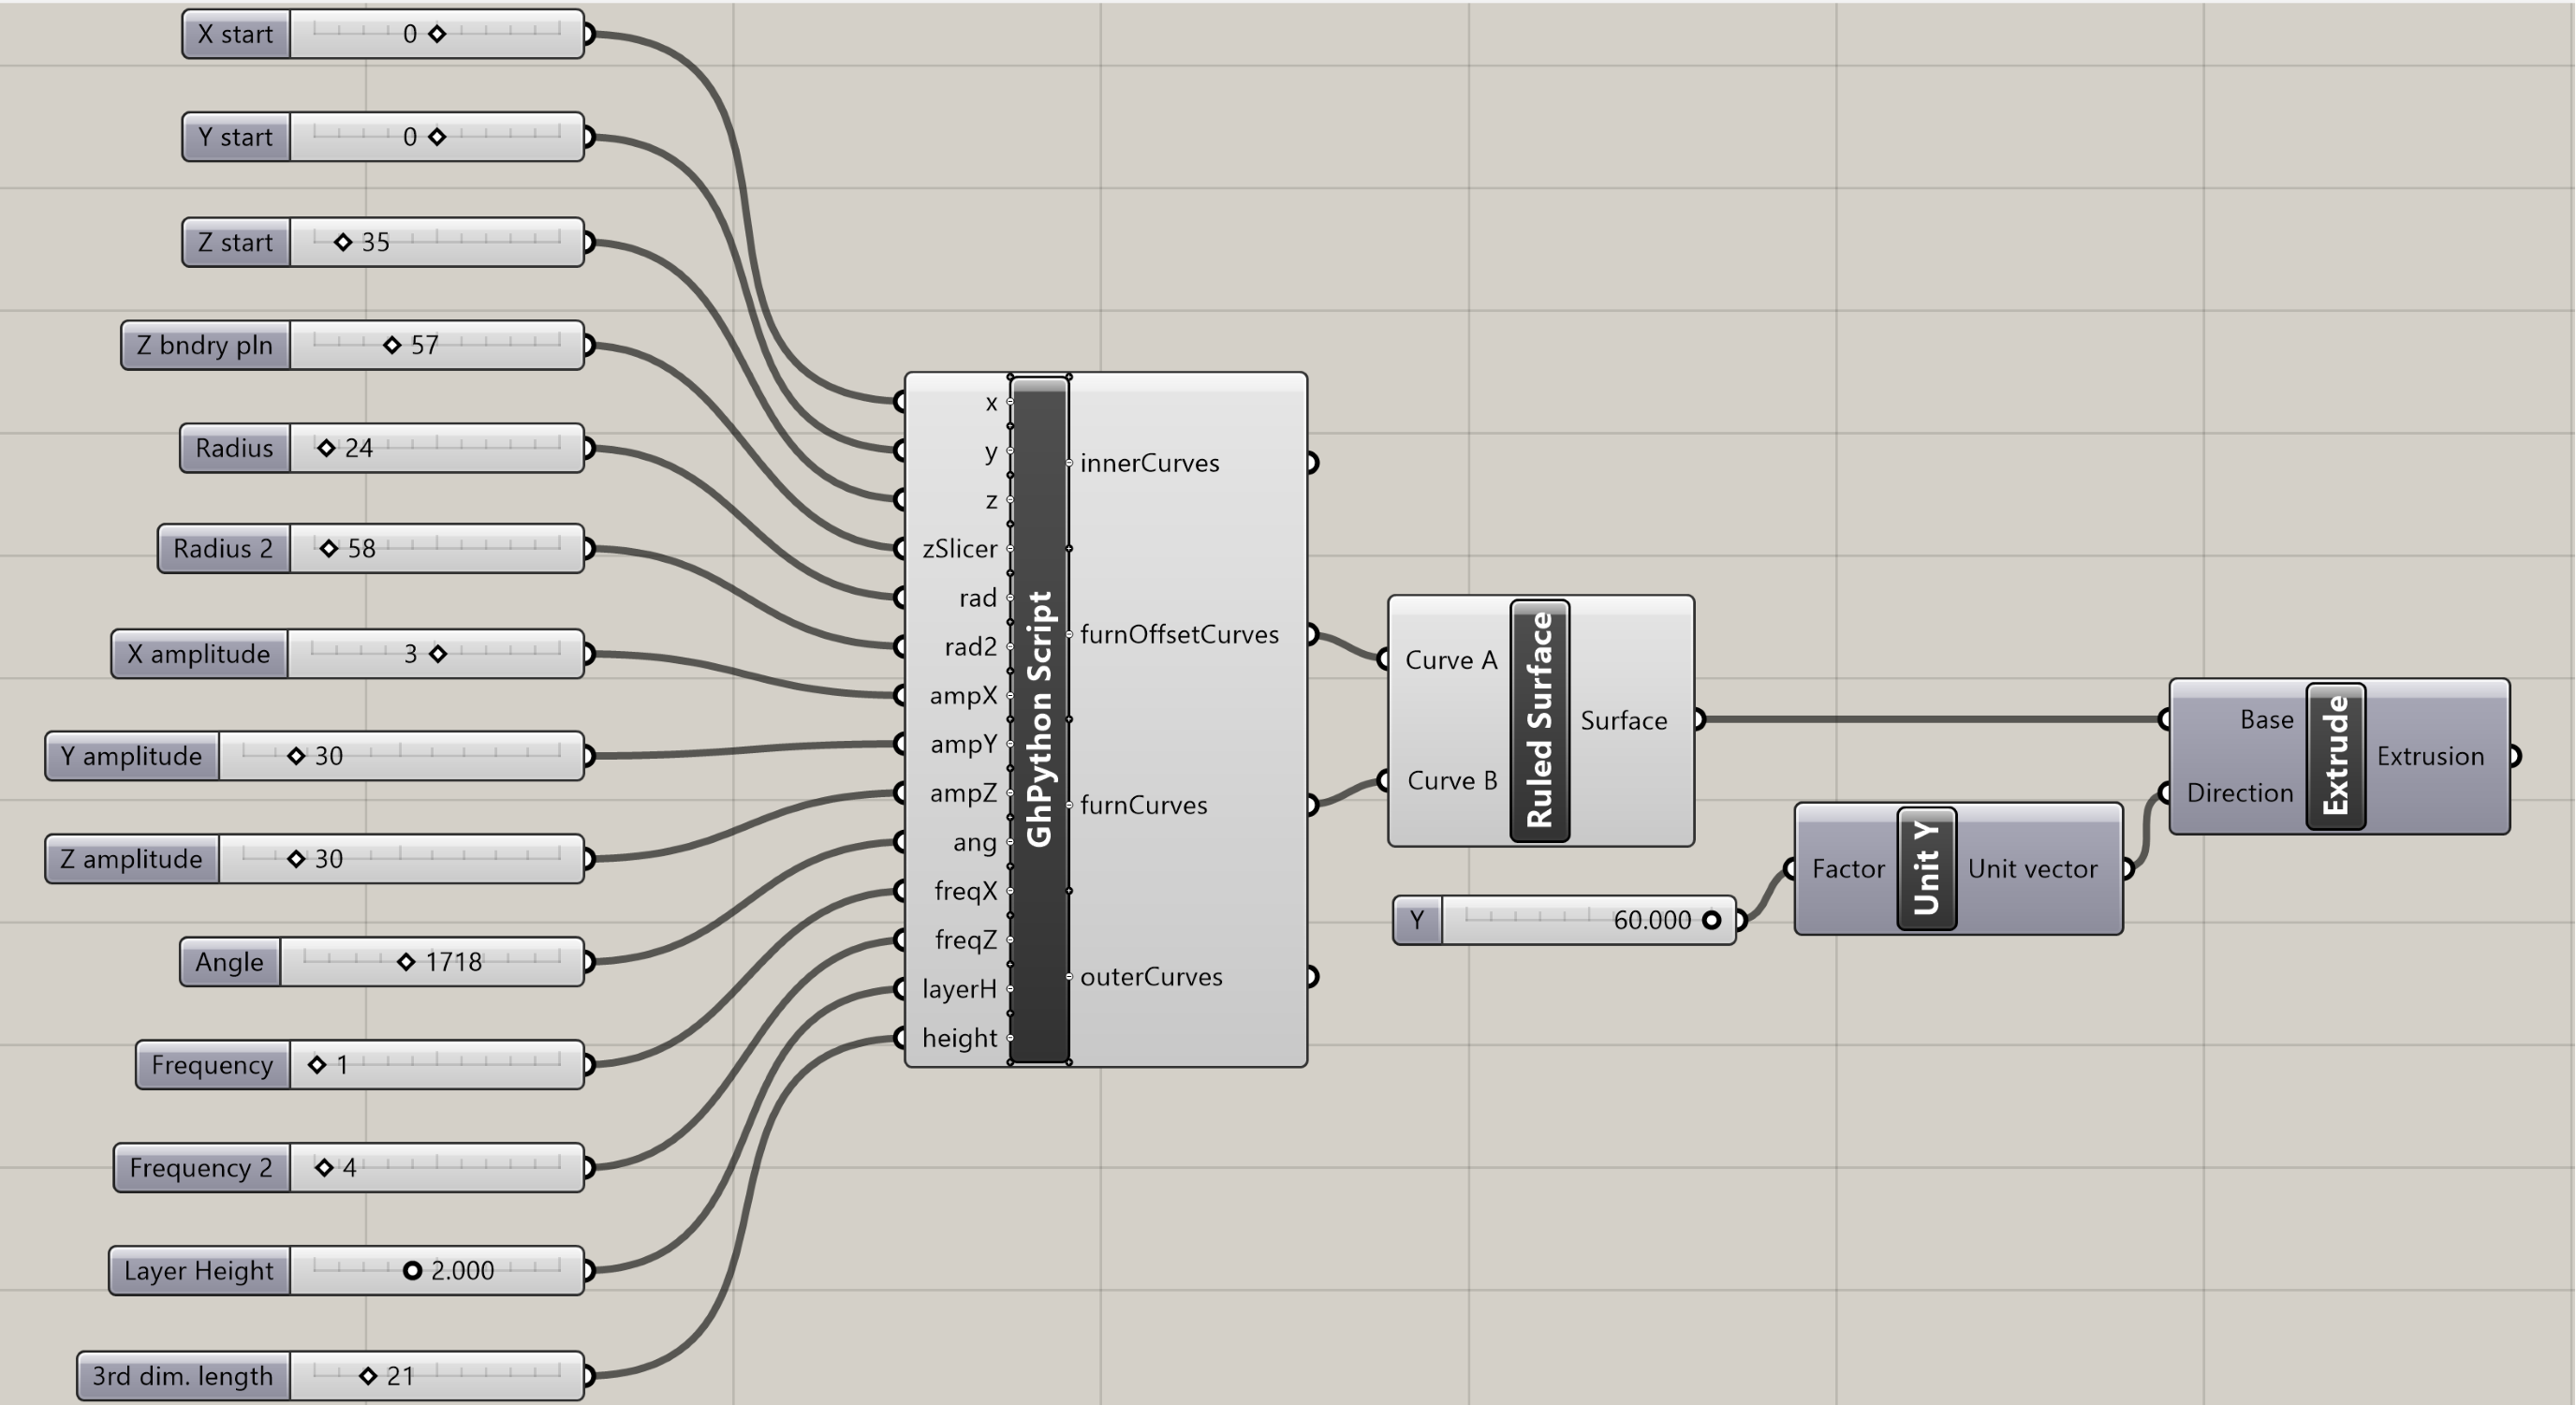 X start 0
Y start 0
Z start 35
Z bndry pln 57
Radius 24
Radius 2 58
X amplitude 3
Y amplitude 30
Z amplitude 30
Angle 1718
Frequency 1
Frequency 2 4
Layer Height 2.000
3rd dim. length 21
x
y
z
zSlicer
rad
rad2
ampX
ampY
ampZ
ang
freqX
freqZ
layerH
height
GhPython Script
innerCurves
furnOffsetCurves
furnCurves
outerCurves
Curve A
Curve B
Ruled Surface
Surface
Y 60.000
Factor
Unit Y
Unit vector
Base
Direction
Extrude
Extrusion